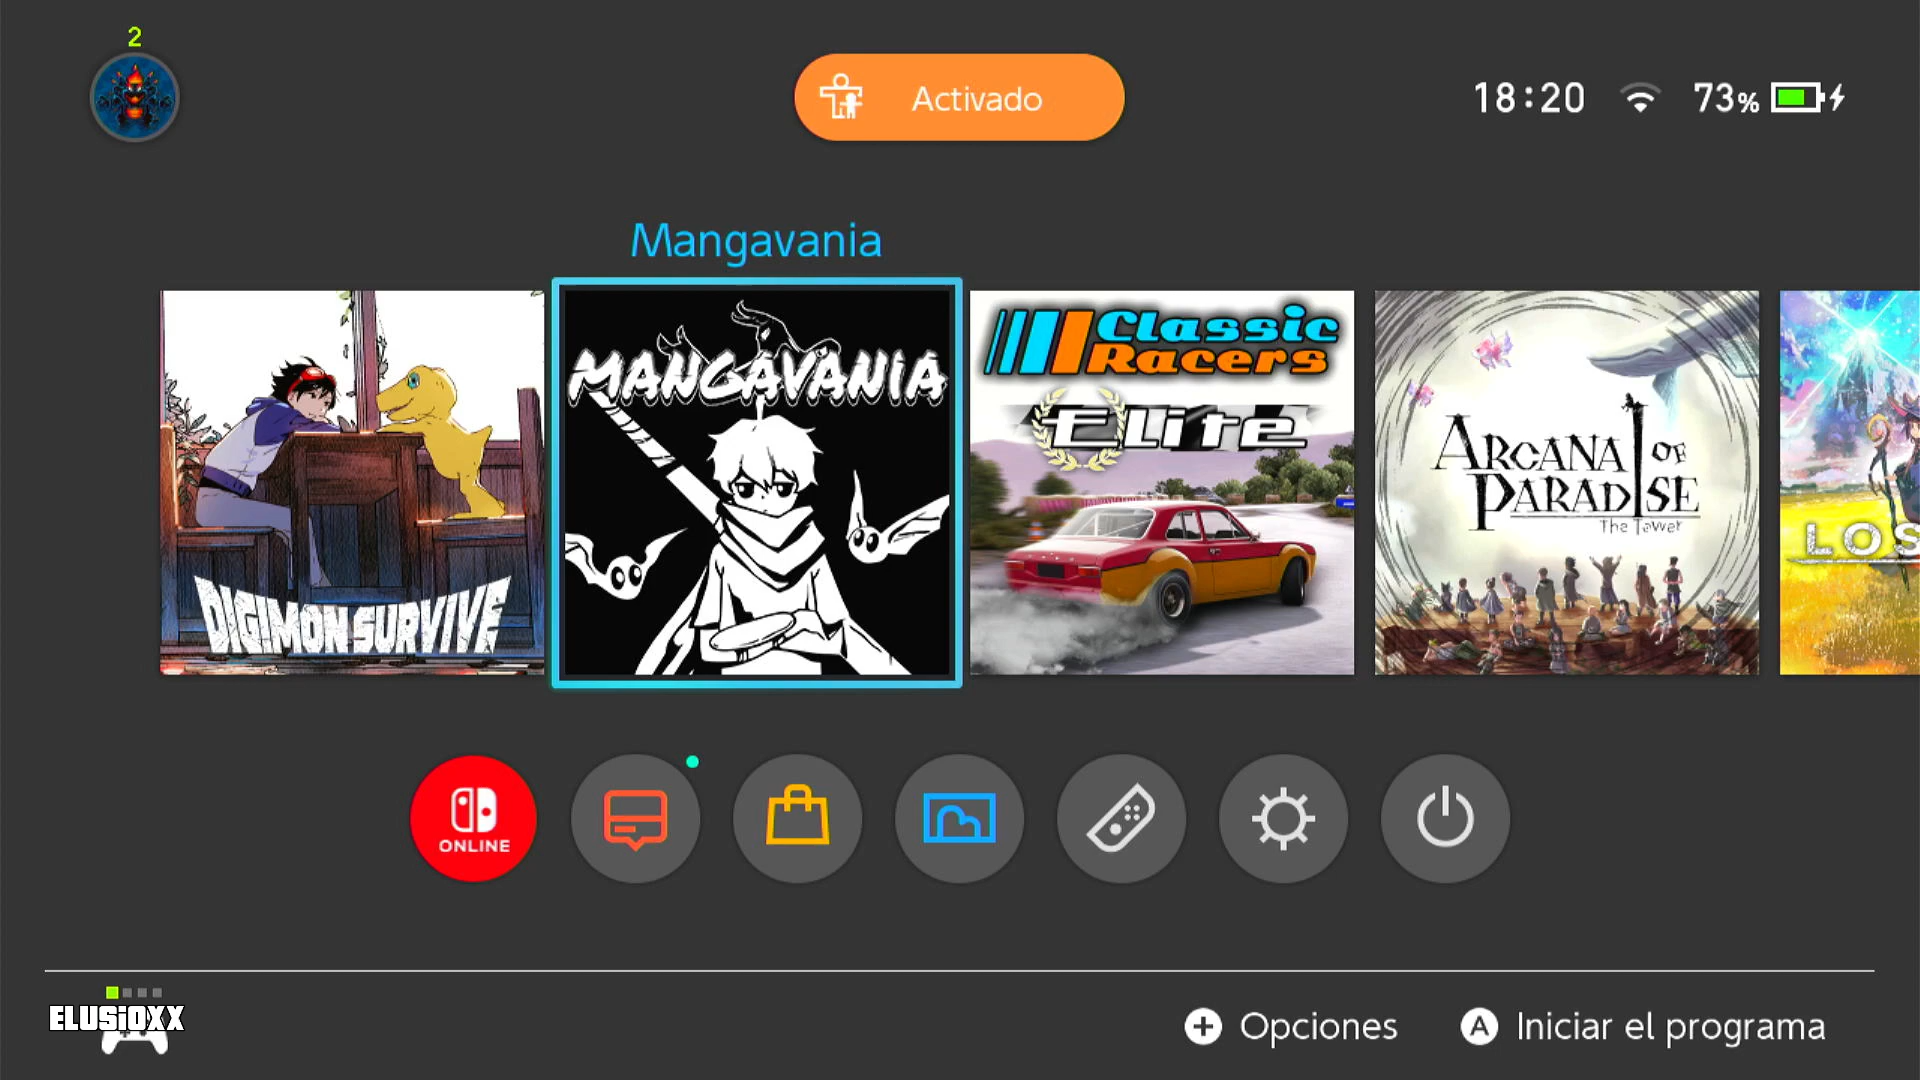 2
Activado
18:20
73%
Mangavania
DIGIMON SURVIVE
MANGAVANIA
Classic
Racers
Elite
ARCANA OF
PARADISE
The Tower
LOS
ONLINE
ELUSiOXX
+ Opciones
A Iniciar el programa